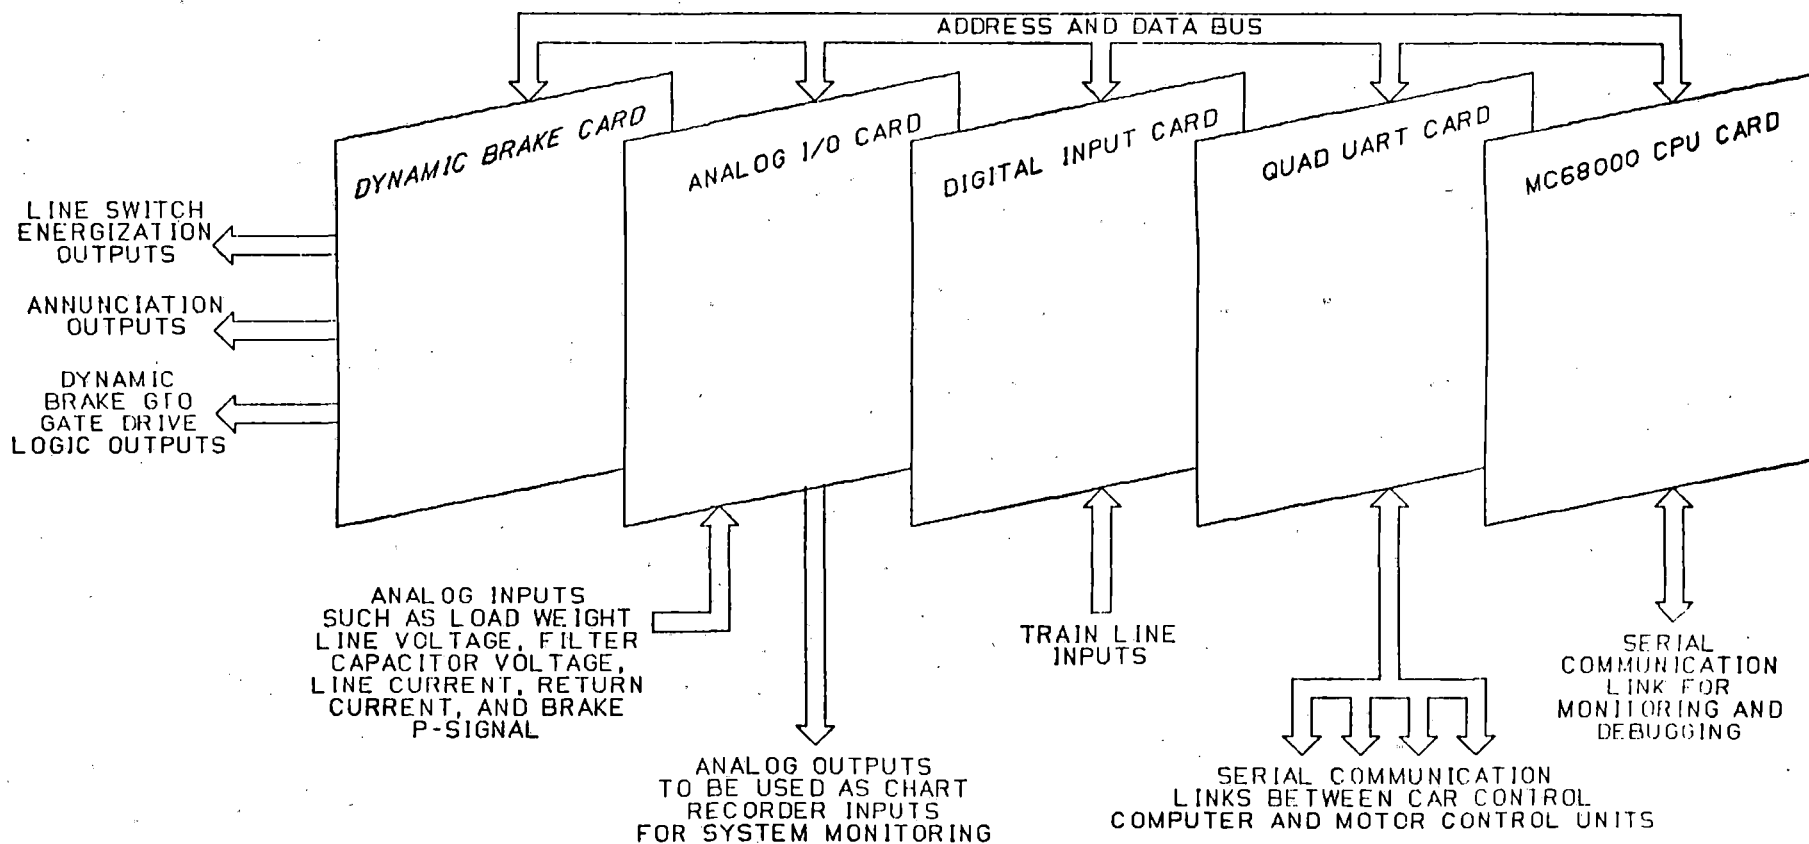 ADDRESS AND DATA BUS
DYNAMIC BRAKE CARD
ANALOG I/O CARD
DIGITAL INPUT CARD
QUAD UART CARD
MC68000 CPU CARD
LINE SWITCH
ENERGIZATION
OUTPUTS
ANNUNCIATION
OUTPUTS
DYNAMIC
BRAKE GTO
GATE DRIVE
LOGIC OUTPUTS
ANALOG INPUTS
SUCH AS LOAD WEIGHT
LINE VOLTAGE, FILTER
CAPACITOR VOLTAGE,
LINE CURRENT, RETURN
CURRENT, AND BRAKE
P-SIGNAL
ANALOG OUTPUTS
TO BE USED AS CHART
RECORDER INPUTS
FOR SYSTEM MONITORING
TRAIN LINE
INPUTS
SERIAL COMMUNICATION
LINKS BETWEEN CAR CONTROL
COMPUTER AND MOTOR CONTROL UNITS
SERIAL
COMMUNICATION
LINK FOR
MONITORING AND
DEBUGGING